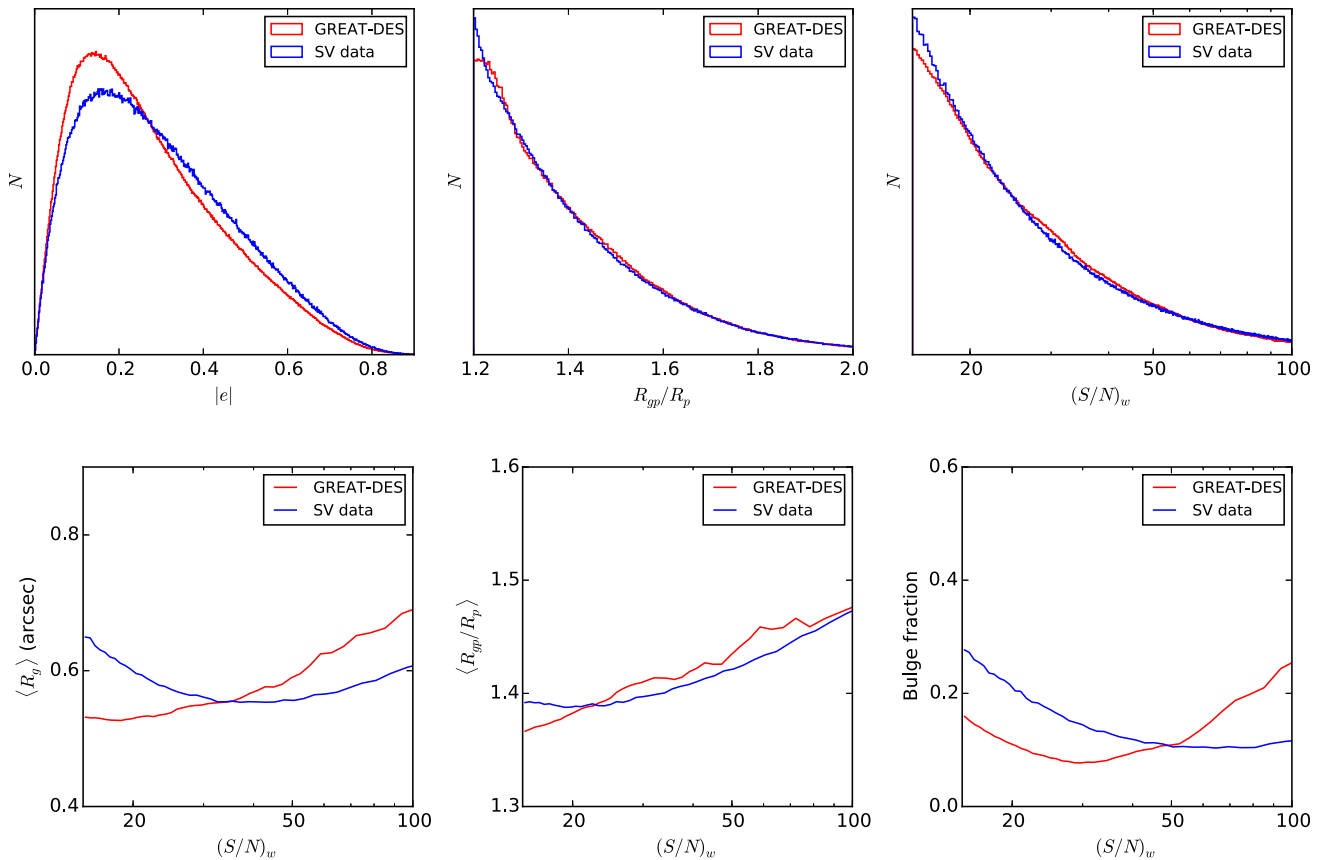 GREAT-DES
SV data
N
0.0 0.2 0.4 0.6 0.8
|e|
GREAT-DES
SV data
N
1.2 1.4 1.6 1.8 2.0
R_{gp}/R_p
GREAT-DES
SV data
N
20 50 100
(S/N)_w
GREAT-DES
SV data
⟨R_g⟩ (arcsec)
0.8
0.6
0.4
20 50 100
(S/N)_w
GREAT-DES
SV data
⟨R_{gp}/R_p⟩
1.6
1.5
1.4
1.3
20 50 100
(S/N)_w
GREAT-DES
SV data
Bulge fraction
0.6
0.4
0.2
0.0
20 50 100
(S/N)_w